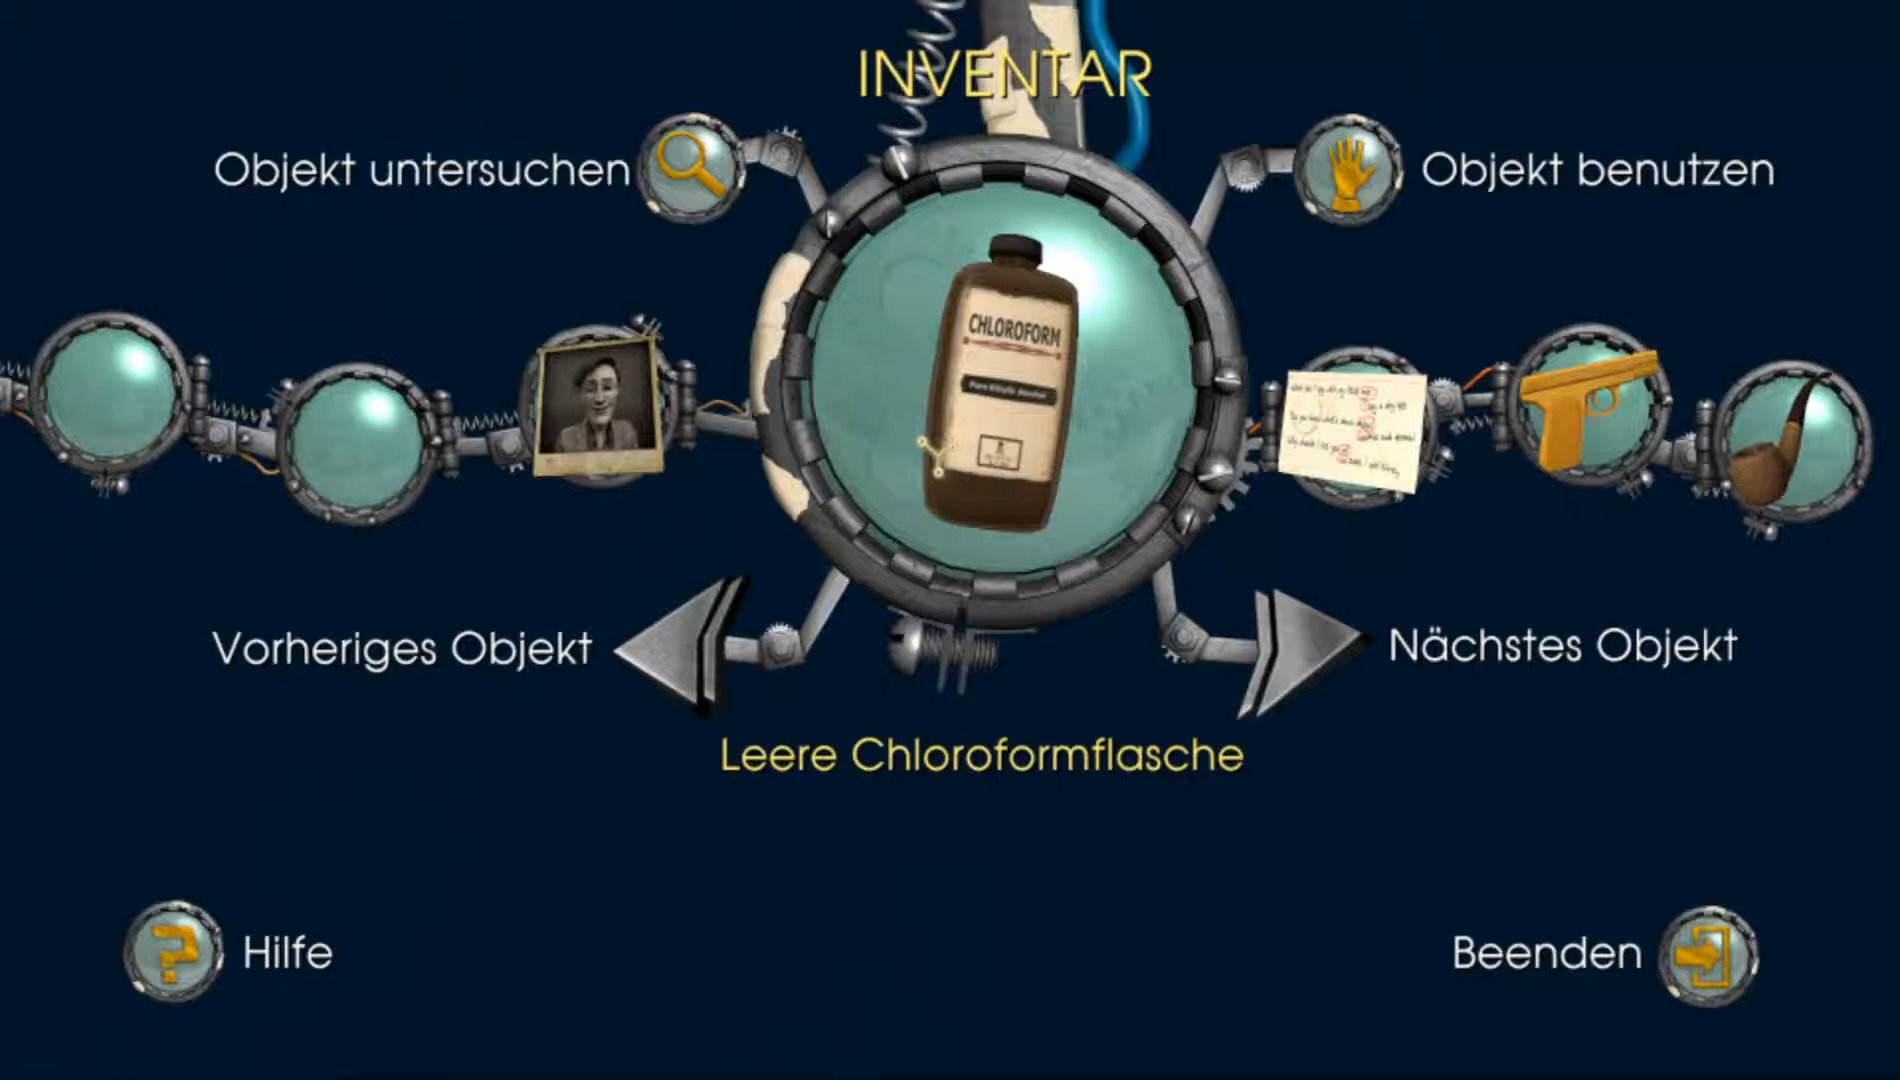 INVENTAR
Objekt untersuchen
Objekt benutzen
CHLOROFORM
Vorheriges Objekt
Nächstes Objekt
Leere Chloroformflasche
Hilfe
Beenden